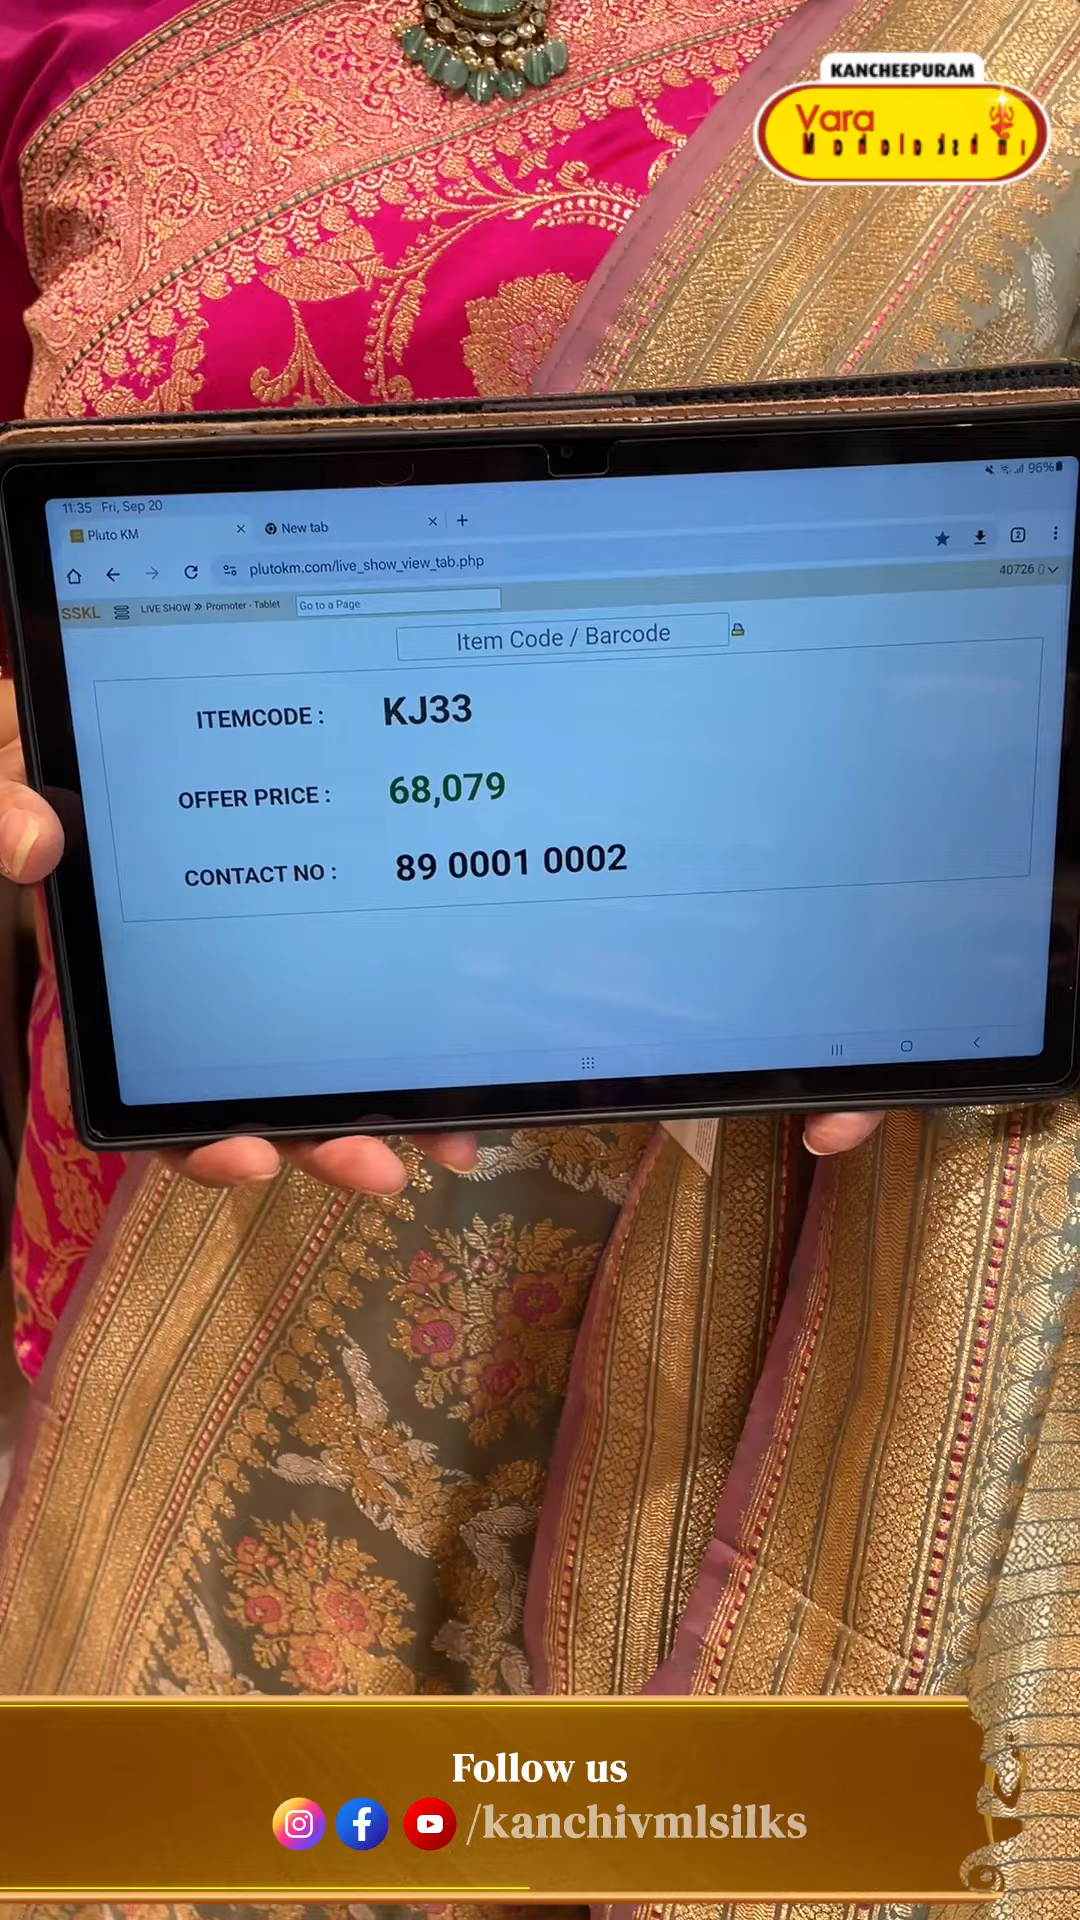 KANCHEEPURAM
Vara
11:35 Fri, Sep 20
96%
Pluto KM
New tab
plutokm.com/live_show_view_tab.php
2
SSKL
LIVE SHOW » Promoter - Tablet
Go to a Page
40726 ()
Item Code / Barcode
ITEMCODE : KJ33
OFFER PRICE : 68,079
CONTACT NO : 89 0001 0002
Follow us
/kanchivmlsilks